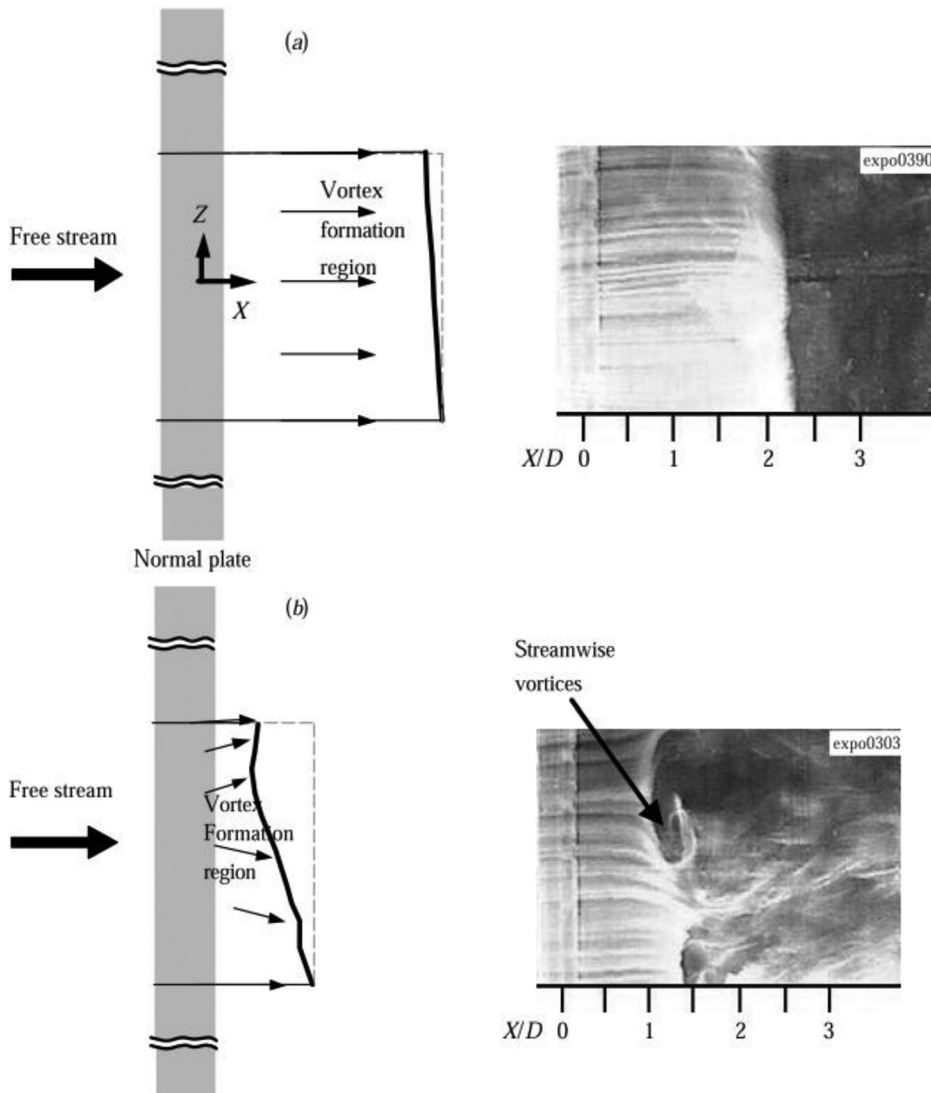 (a)
expo0390
Z
Vortex
formation
region
Free stream
X
X/D 0 1 2 3
Normal plate
(b)
Streamwise
vortices
expo0303
Free stream
Vortex
Formation
region
X/D 0 1 2 3